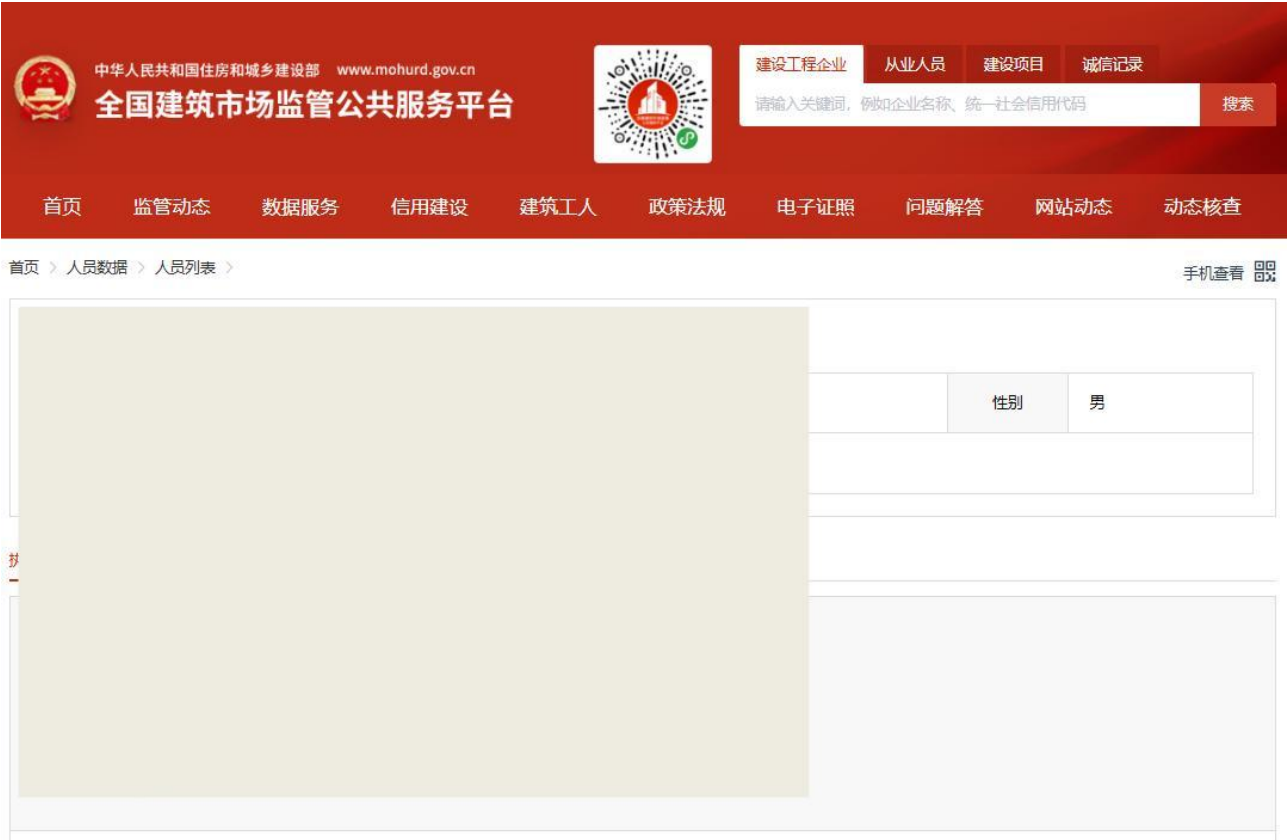 中华人民共和国住房和城乡建设部 www.mohurd.gov.cn
全国建筑市场监管公共服务平台
建设工程企业 从业人员 建设项目 诚信记录
请输入关键词，例如企业名称、统一社会信用代码 搜索
首页 监管动态 数据服务 信用建设 建筑工人 政策法规 电子证照 问题解答 网站动态 动态核查
首页 > 人员数据 > 人员列表 >
手机查看
性别 男